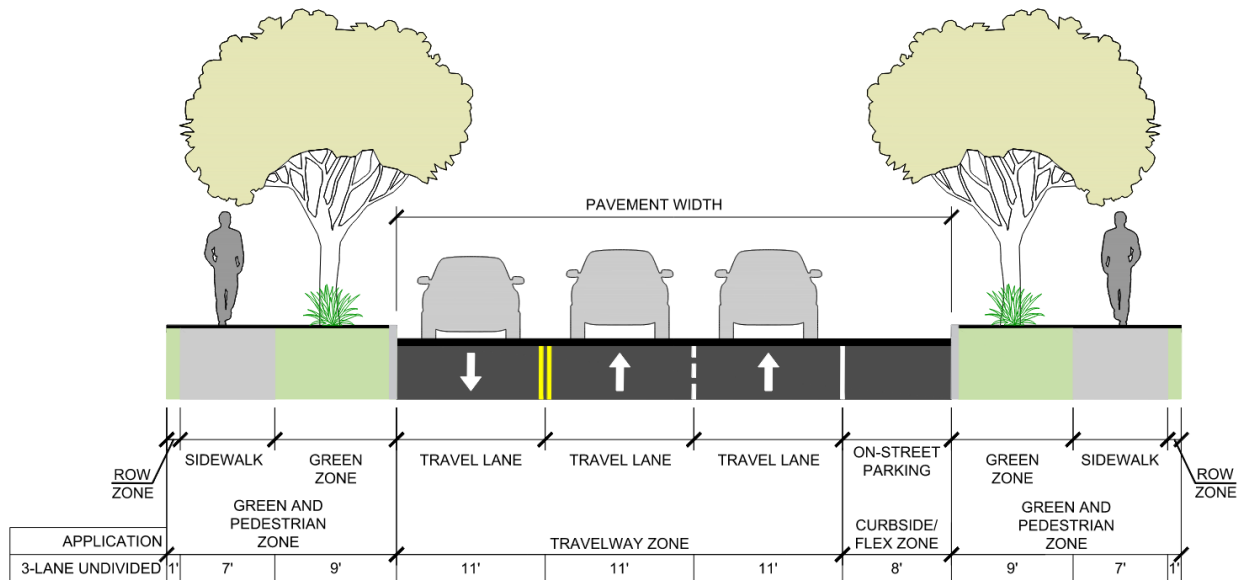 PAVEMENT WIDTH
ROW
ZONE
SIDEWALK
GREEN
ZONE
TRAVEL LANE
TRAVEL LANE
TRAVEL LANE
ON-STREET
PARKING
GREEN
ZONE
SIDEWALK
ROW
ZONE
GREEN AND
PEDESTRIAN
ZONE
TRAVELWAY ZONE
CURBSIDE/
FLEX ZONE
GREEN AND
PEDESTRIAN
ZONE
APPLICATION
3-LANE UNDIVIDED 1' 7' 9' 11' 11' 11' 8' 9' 7' 1'